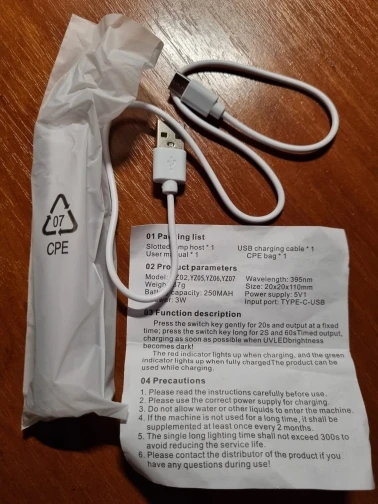 07
CPE
01 Packing list
Slotted lamp host * 1 USB charging cable * 1
User manual * 1 CPE bag * 1
02 Product parameters
Model: YZ02,YZ05,YZ06,YZ07 Wavelength: 395nm
Size: 20x20x110mm
Battery capacity: 250MAH Power supply: 5V1
Power: 3W Input port: TYPE-C-USB
03 Function description
Press the switch key gently for 20s and output at a fixed
time; press the switch key long for 2S and 60sTimed output,
charging as soon as possible when UVLEDbrightness
becomes dark!
The red indicator lights up when charging, and the green
indicator lights up when fully chargedThe product can be
used while charging.
04 Precautions
1. Please read the instructions carefully before use.
2. Please use the correct power supply for charging.
3. Do not allow water or other liquids to enter the machine.
4. If the machine is not used for a long time, it shall be
supplemented at least once every 2 months.
5. The single long lighting time shall not exceed 300s to
avoid reducing the service life.
6. Please contact the distributor of the product if you
have any questions during use!